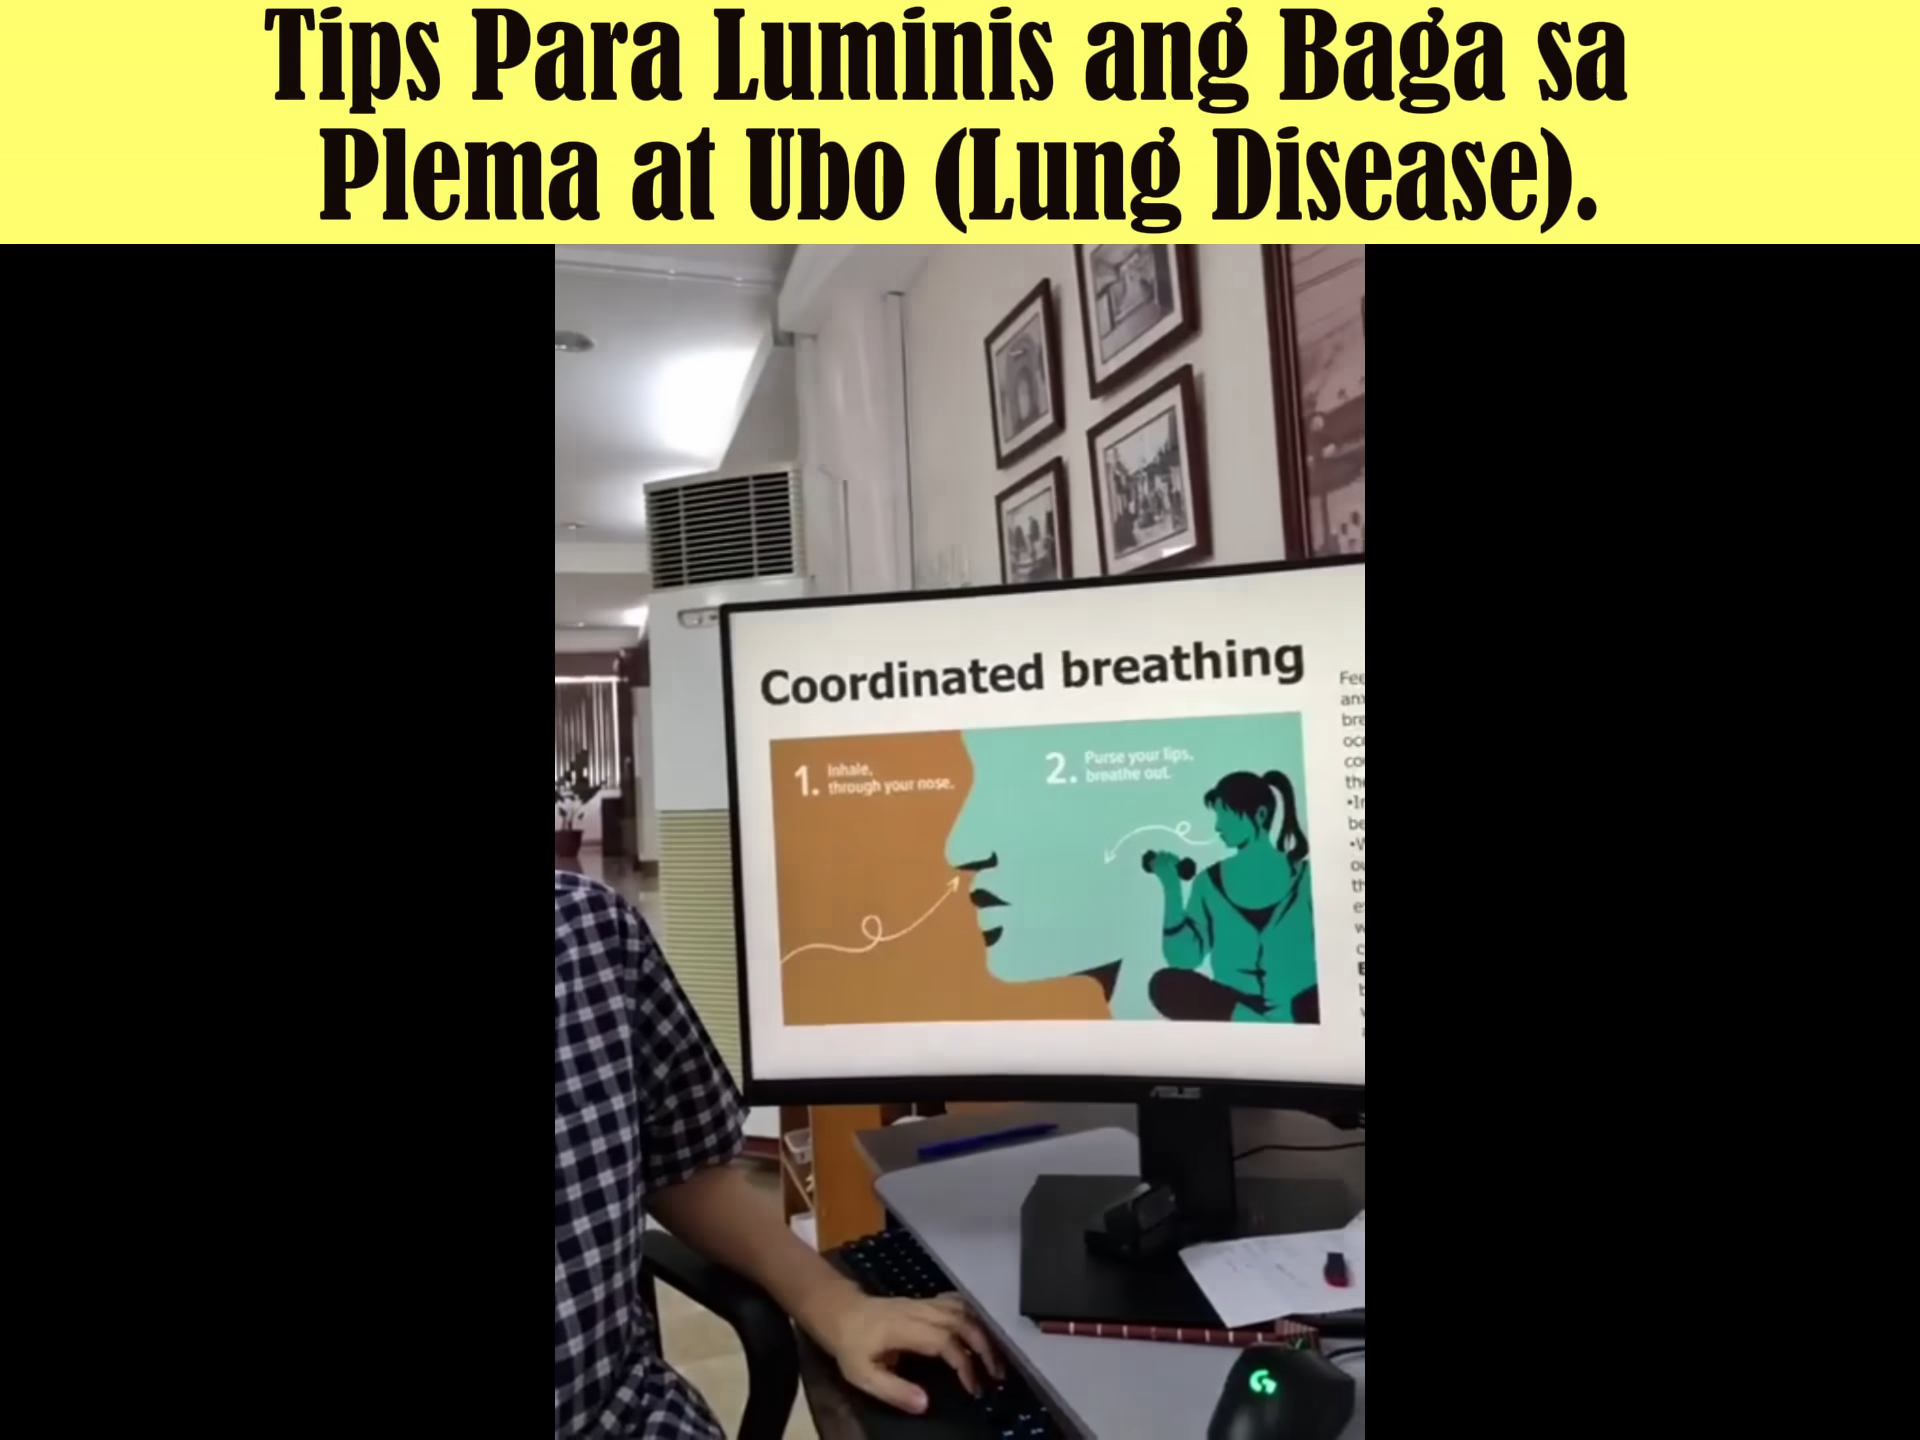 Tips Para Luminis ang Baga sa
Plema at Ubo (Lung Disease).
Coordinated breathing
1. Inhale,
through your nose.
2. Purse your lips,
breathe out.
ASUS